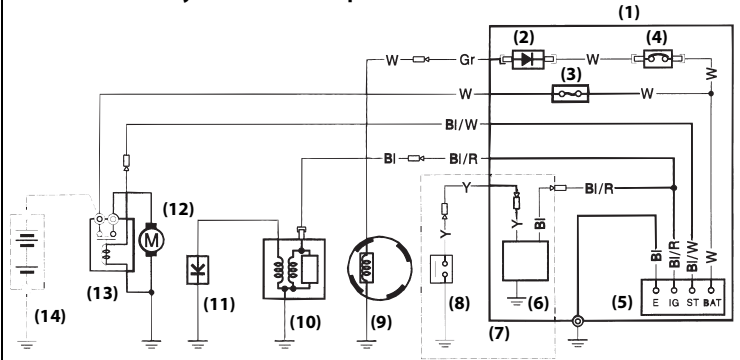 (1)
(2)
(4)
W
Gr
W
W
(3)
W
W
Bl/W
Bl
Bl/R
Y
Bl/R
(12)
M
Y
Y
Bl
Bl
Bl/R
Bl/W
W
E IG ST BAT
(5)
(6)
(7)
(8)
(9)
(10)
(11)
(13)
(14)